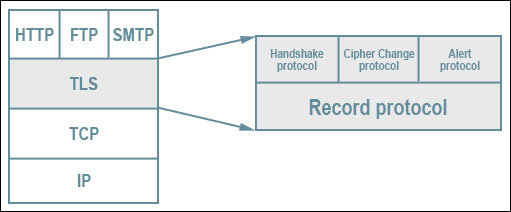 HTTP FTP SMTP
TLS
TCP
IP
Handshake
protocol
Cipher Change
protocol
Alert
protocol
Record protocol